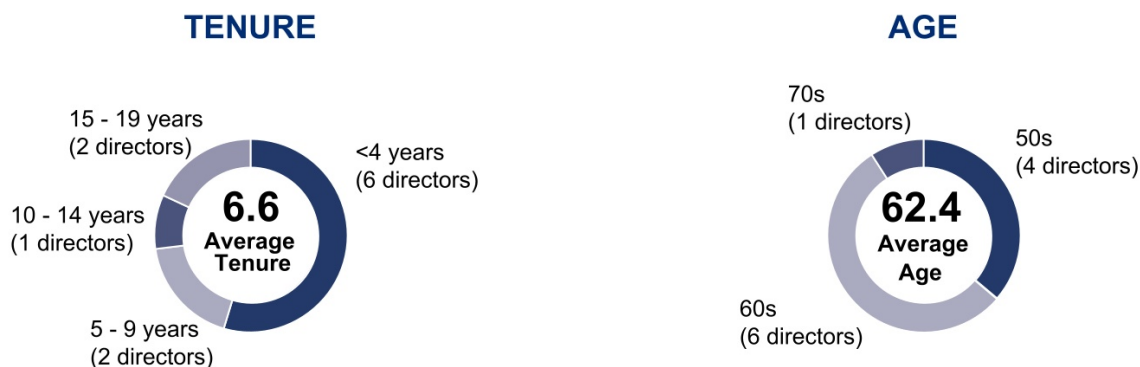 TENURE
15 - 19 years
(2 directors)
<4 years
(6 directors)
10 - 14 years
(1 directors)
5 - 9 years
(2 directors)
6.6
Average
Tenure
AGE
70s
(1 directors)
50s
(4 directors)
60s
(6 directors)
62.4
Average
Age